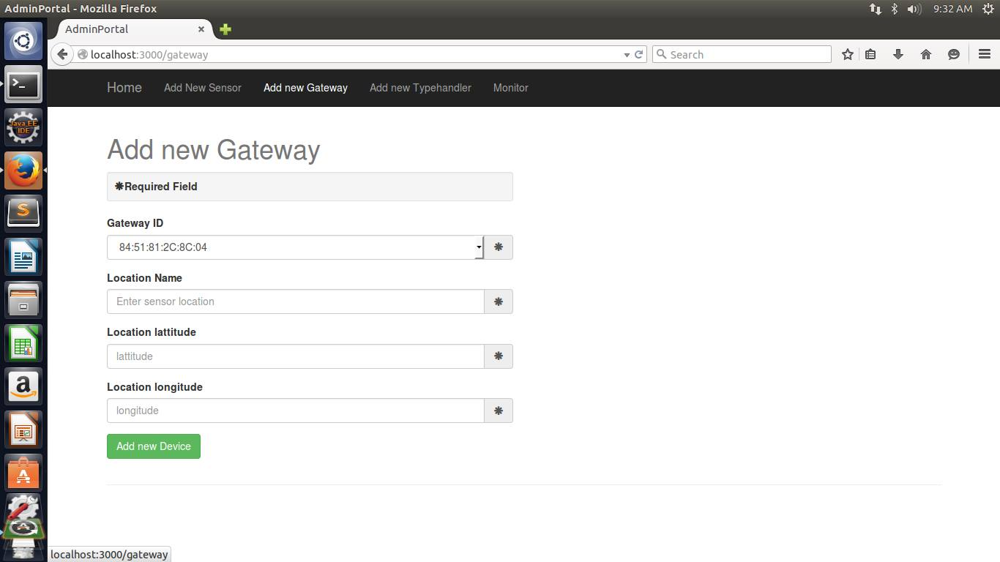 AdminPortal - Mozilla Firefox
9:32 AM
AdminPortal
localhost:3000/gateway
Search
Home
Add New Sensor
Add new Gateway
Add new Typehandler
Monitor
Add new Gateway
✱Required Field
Gateway ID
84:51:81:2C:8C:04
Location Name
Enter sensor location
Location lattitude
lattitude
Location longitude
longitude
Add new Device
Java EE
IDE
localhost:3000/gateway